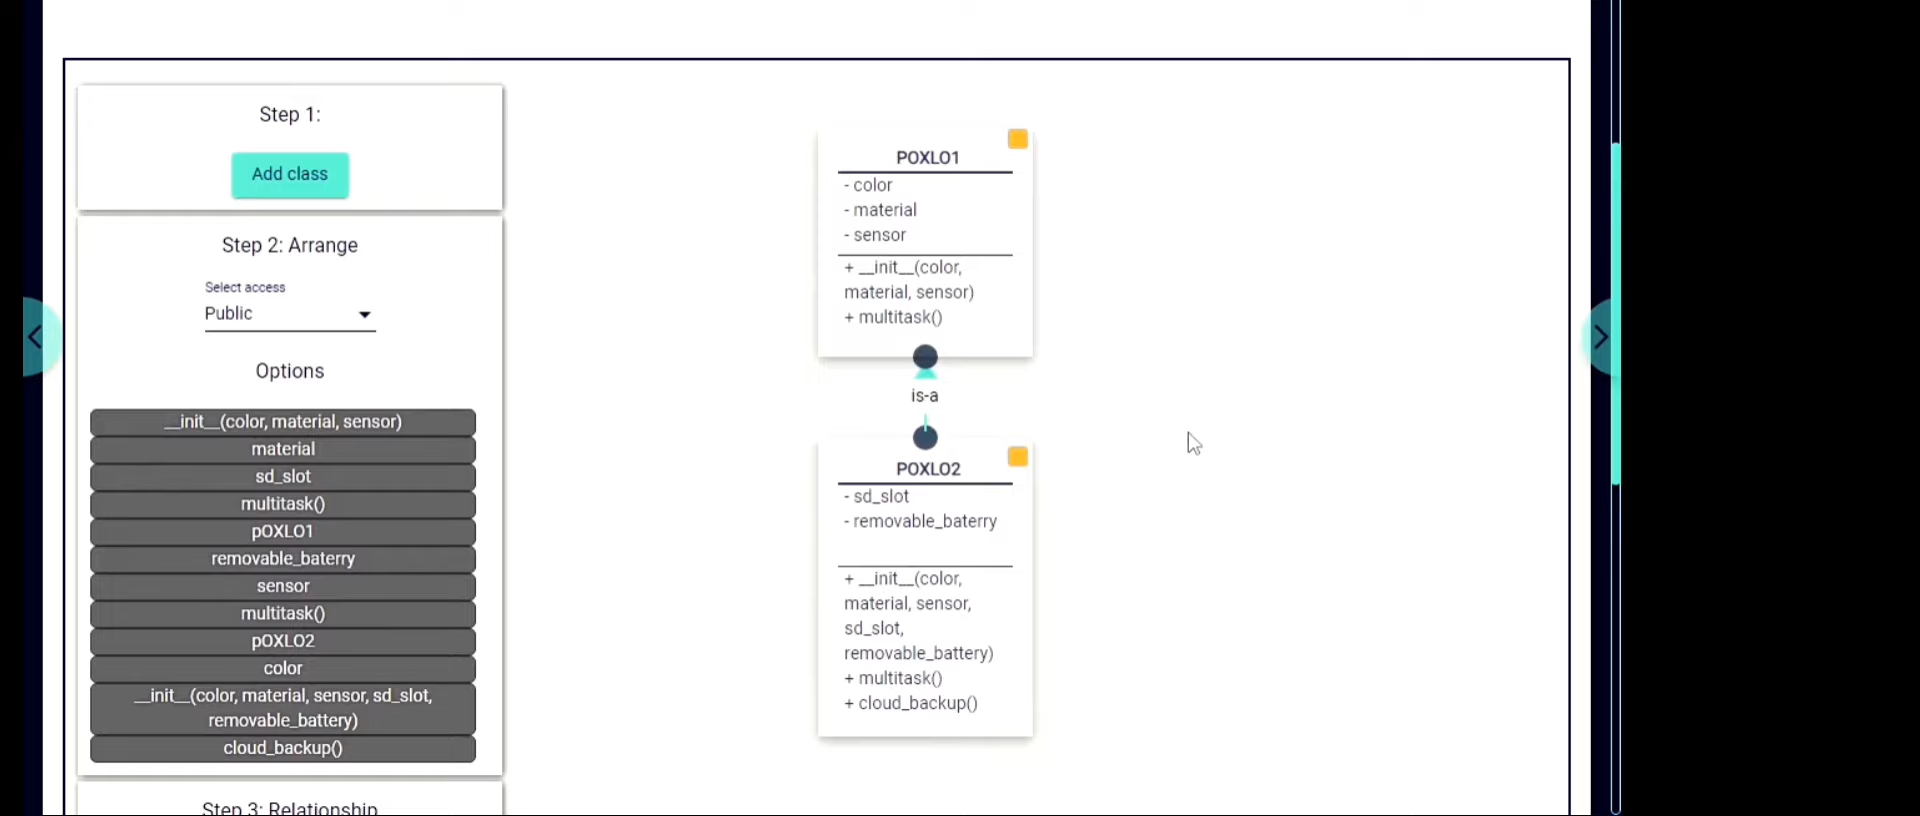 Step 1:
Add class
Step 2: Arrange
Select access
Public
Options
__init__(color, material, sensor)
material
sd_slot
multitask()
pOXLO1
removable_baterry
sensor
multitask()
pOXLO2
color
__init__(color, material, sensor, sd_slot,
removable_battery)
cloud_backup()
Step 3: Relationship
POXLO1
- color
- material
- sensor
+ __init__(color,
material, sensor)
+ multitask()
is-a
POXLO2
- sd_slot
- removable_baterry
+ __init__(color,
material, sensor,
sd_slot,
removable_battery)
+ multitask()
+ cloud_backup()